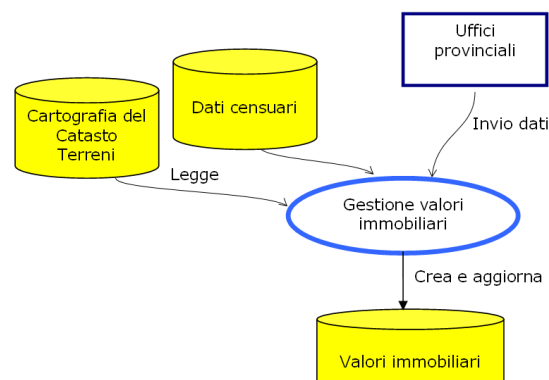 Uffici
provinciali
Dati censuari
Cartografia del
Catasto
Terreni
Invio dati
Legge
Gestione valori
immobiliari
Crea e aggiorna
Valori immobiliari